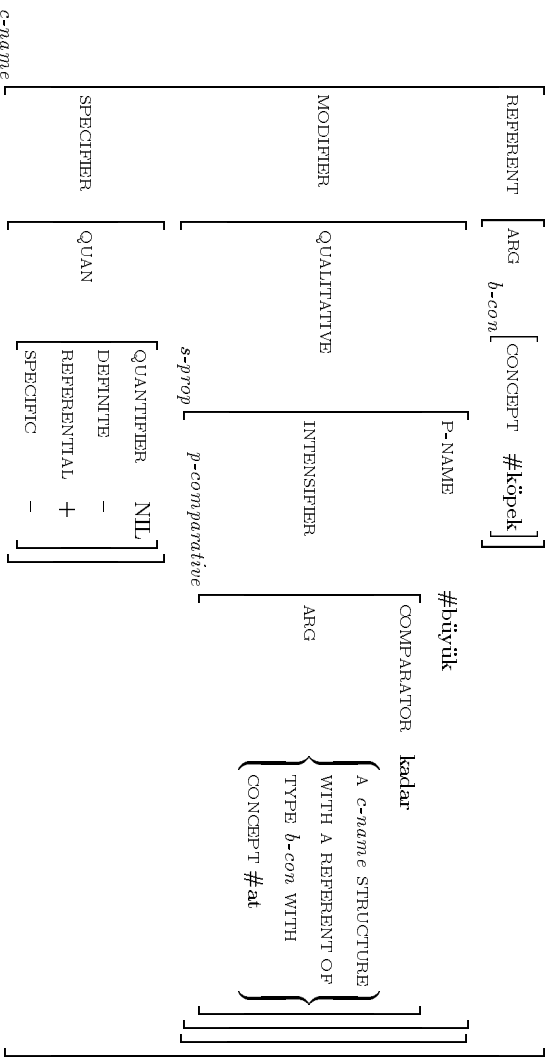 REFERENT [ARG b-con[CONCEPT #köpek]]
MODIFIER [QUALITATIVE s-prop[P-NAME #büyük
INTENSIFIER p-comparative[COMPARATOR kadar
ARG {A c-name STRUCTURE
WITH A REFERENT OF
TYPE b-con WITH
CONCEPT #at}]]]
SPECIFIER [QUAN [QUANTIFIER NIL
DEFINITE −
REFERENTIAL +
SPECIFIC −]]
c-name